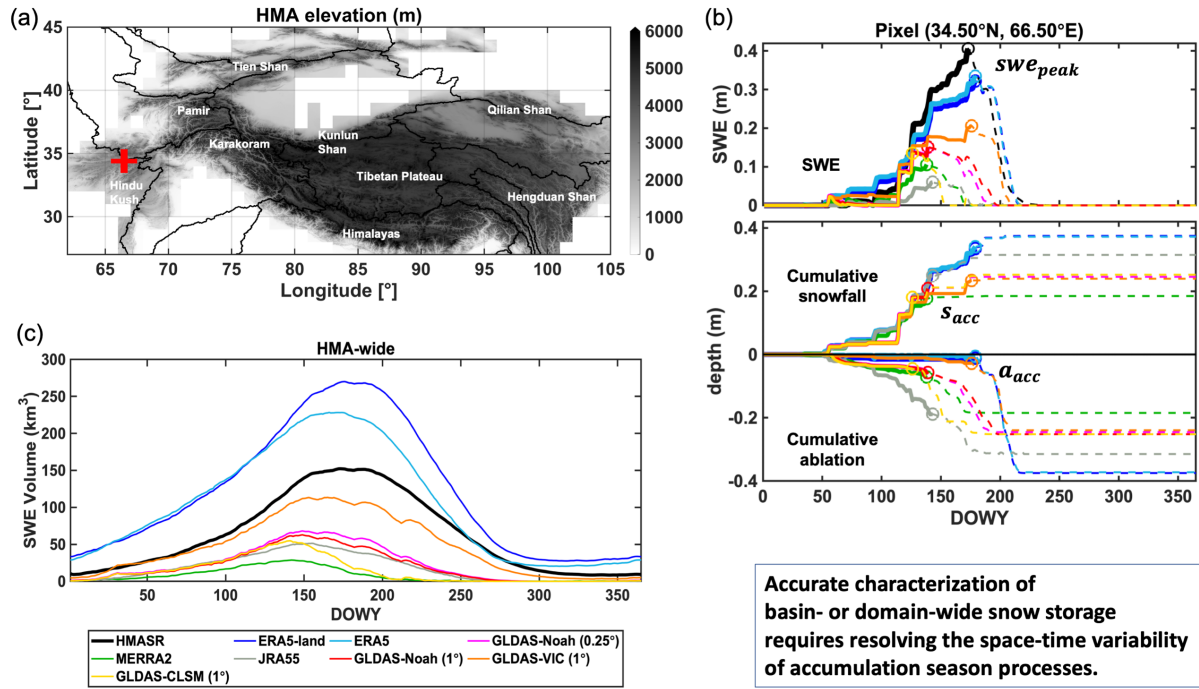 (a)
HMA elevation (m)
45
40
35
30
Latitude [°]
Tien Shan
Pamir
Qilian Shan
Karakoram
Kunlun
Shan
Tibetan Plateau
Hindu
Kush
Hengduan Shan
Himalayas
62 65 70 75 80 85 90 95 100 105
Longitude [°]
6000
5000
4000
3000
2000
1000
0
(b)
Pixel (34.50°N, 66.50°E)
0.4
0.3
0.2
0.1
0
SWE (m)
swe_peak
SWE
0.4
0.2
0
-0.2
-0.4
depth (m)
Cumulative
snowfall
s_acc
a_acc
Cumulative
ablation
0 50 100 150 200 250 300 350
DOWY
(c)
HMA-wide
300
250
200
150
100
50
0
SWE Volume (km³)
50 100 150 200 250 300 350
DOWY
HMASR ERA5-land ERA5 GLDAS-Noah (0.25°)
MERRA2 JRA55 GLDAS-Noah (1°) GLDAS-VIC (1°)
GLDAS-CLSM (1°)
Accurate characterization of
basin- or domain-wide snow storage
requires resolving the space-time variability
of accumulation season processes.